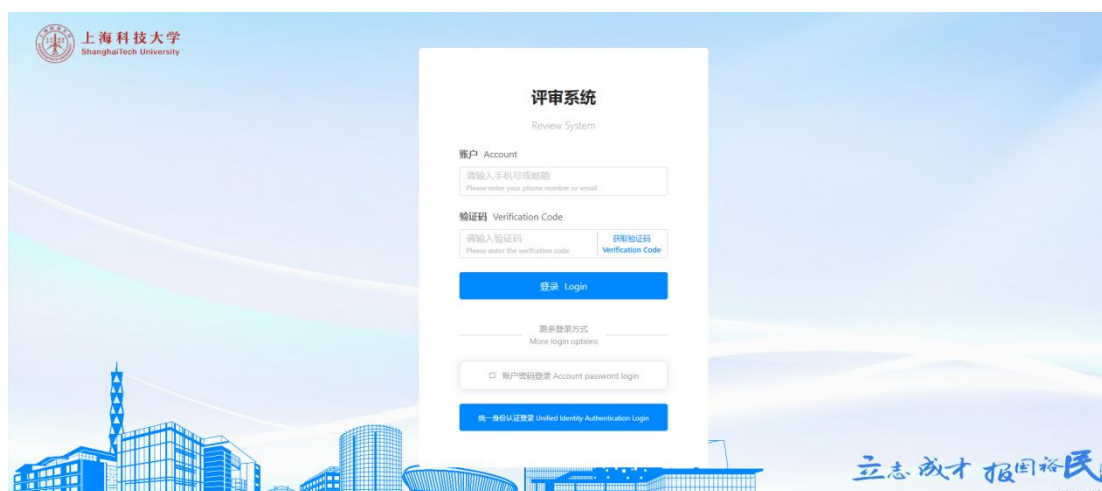 上海科技大学
ShanghaiTech University
评审系统
Review System
账户 Account
请输入手机号或邮箱
Please enter your phone number or email
验证码 Verification Code
请输入验证码
Please enter the verification code
获取验证码
Verification Code
登录 Login
更多登录方式
More login options
账户密码登录 Account password login
统一身份认证登录 Unified Identity Authentication Login
立志成才 报国裕民